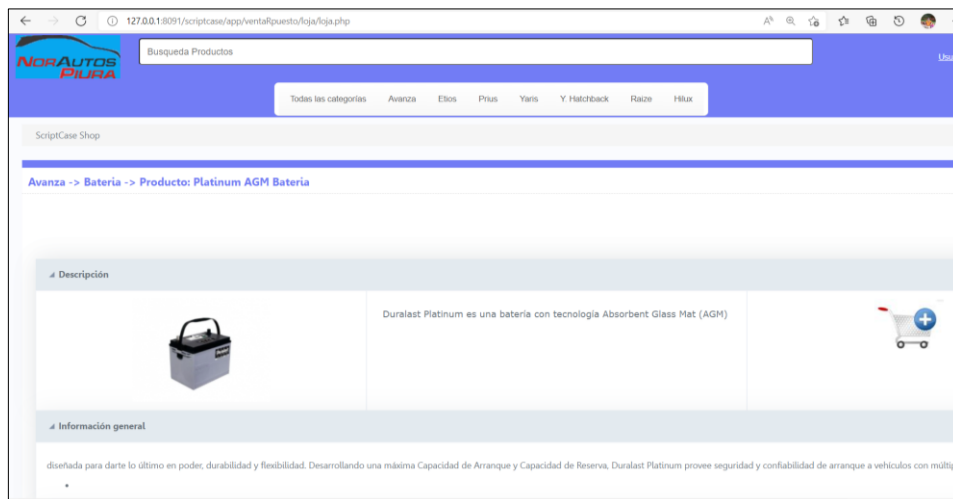 127.0.0.1:8091/scriptcase/app/ventaRpuesto/loja/loja.php
NORAUTOS
PIURA
Busqueda Productos
Usu
Todas las categorías Avanza Etios Prius Yaris Y. Hatchback Raize Hilux
ScriptCase Shop
Avanza -> Bateria -> Producto: Platinum AGM Bateria
Descripción
Duralast Platinum es una bateria con tecnologia Absorbent Glass Mat (AGM)
Información general
diseñada para darte lo último en poder, durabilidad y flexibilidad. Desarrollando una máxima Capacidad de Arranque y Capacidad de Reserva, Duralast Platinum provee seguridad y confiabilidad de arranque a vehículos con múltip